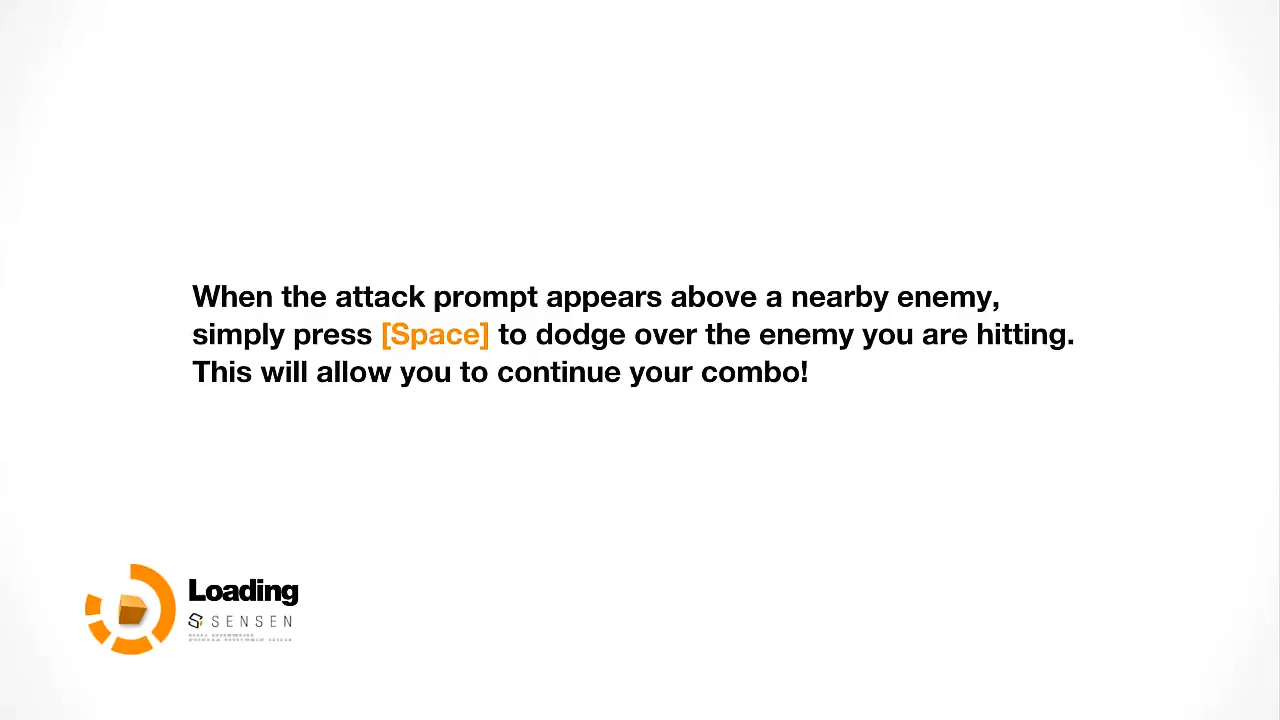 When the attack prompt appears above a nearby enemy,
simply press [Space] to dodge over the enemy you are hitting.
This will allow you to continue your combo!
Loading
SENSEN